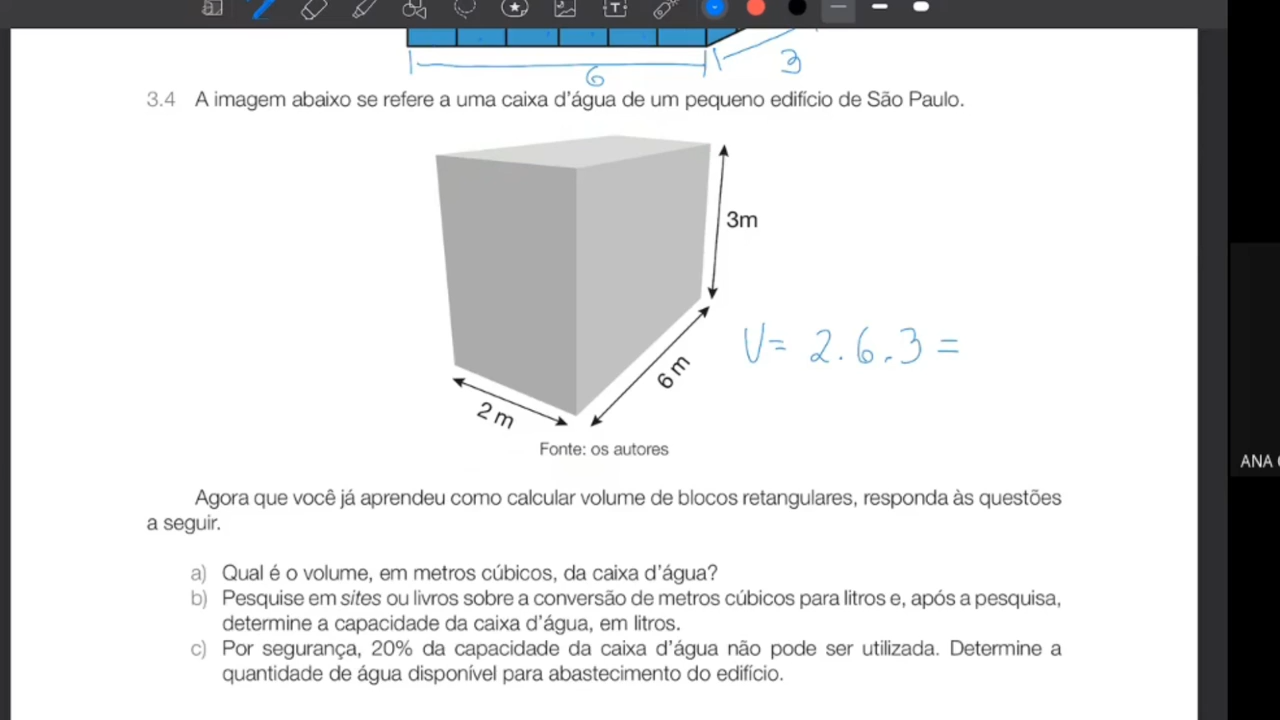 6
3
3.4 A imagem abaixo se refere a uma caixa d'água de um pequeno edifício de São Paulo.
3m
V= 2.6.3 =
6 m
2 m
Fonte: os autores
Agora que você já aprendeu como calcular volume de blocos retangulares, responda às questões
a seguir.
a) Qual é o volume, em metros cúbicos, da caixa d'água?
b) Pesquise em sites ou livros sobre a conversão de metros cúbicos para litros e, após a pesquisa,
determine a capacidade da caixa d'água, em litros.
c) Por segurança, 20% da capacidade da caixa d'água não pode ser utilizada. Determine a
quantidade de água disponível para abastecimento do edifício.
ANA